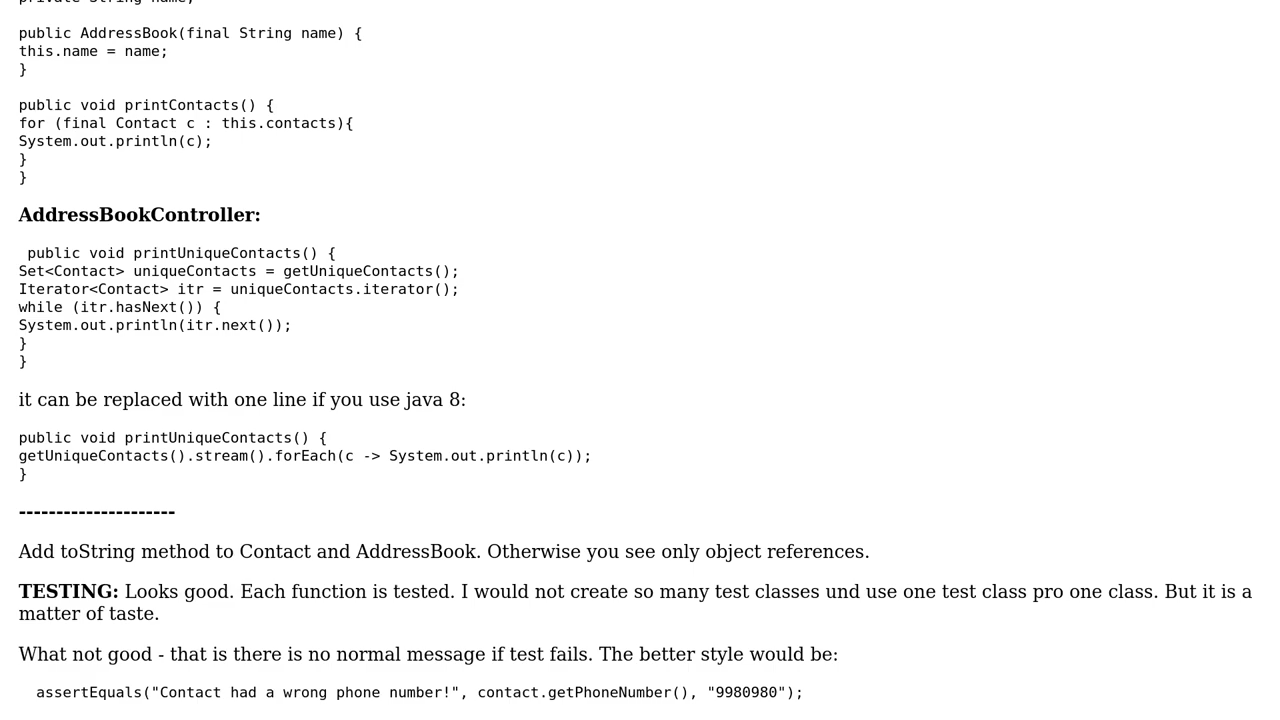 private String name;
public AddressBook(final String name) {
this.name = name;
}
public void printContacts() {
for (final Contact c : this.contacts){
System.out.println(c);
}
}
AddressBookController:
public void printUniqueContacts() {
Set<Contact> uniqueContacts = getUniqueContacts();
Iterator<Contact> itr = uniqueContacts.iterator();
while (itr.hasNext()) {
System.out.println(itr.next());
}
}
it can be replaced with one line if you use java 8:
public void printUniqueContacts() {
getUniqueContacts().stream().forEach(c -> System.out.println(c));
}
---------------------
Add toString method to Contact and AddressBook. Otherwise you see only object references.
TESTING: Looks good. Each function is tested. I would not create so many test classes und use one test class pro one class. But it is a
matter of taste.
What not good - that is there is no normal message if test fails. The better style would be:
assertEquals("Contact had a wrong phone number!", contact.getPhoneNumber(), "9980980");